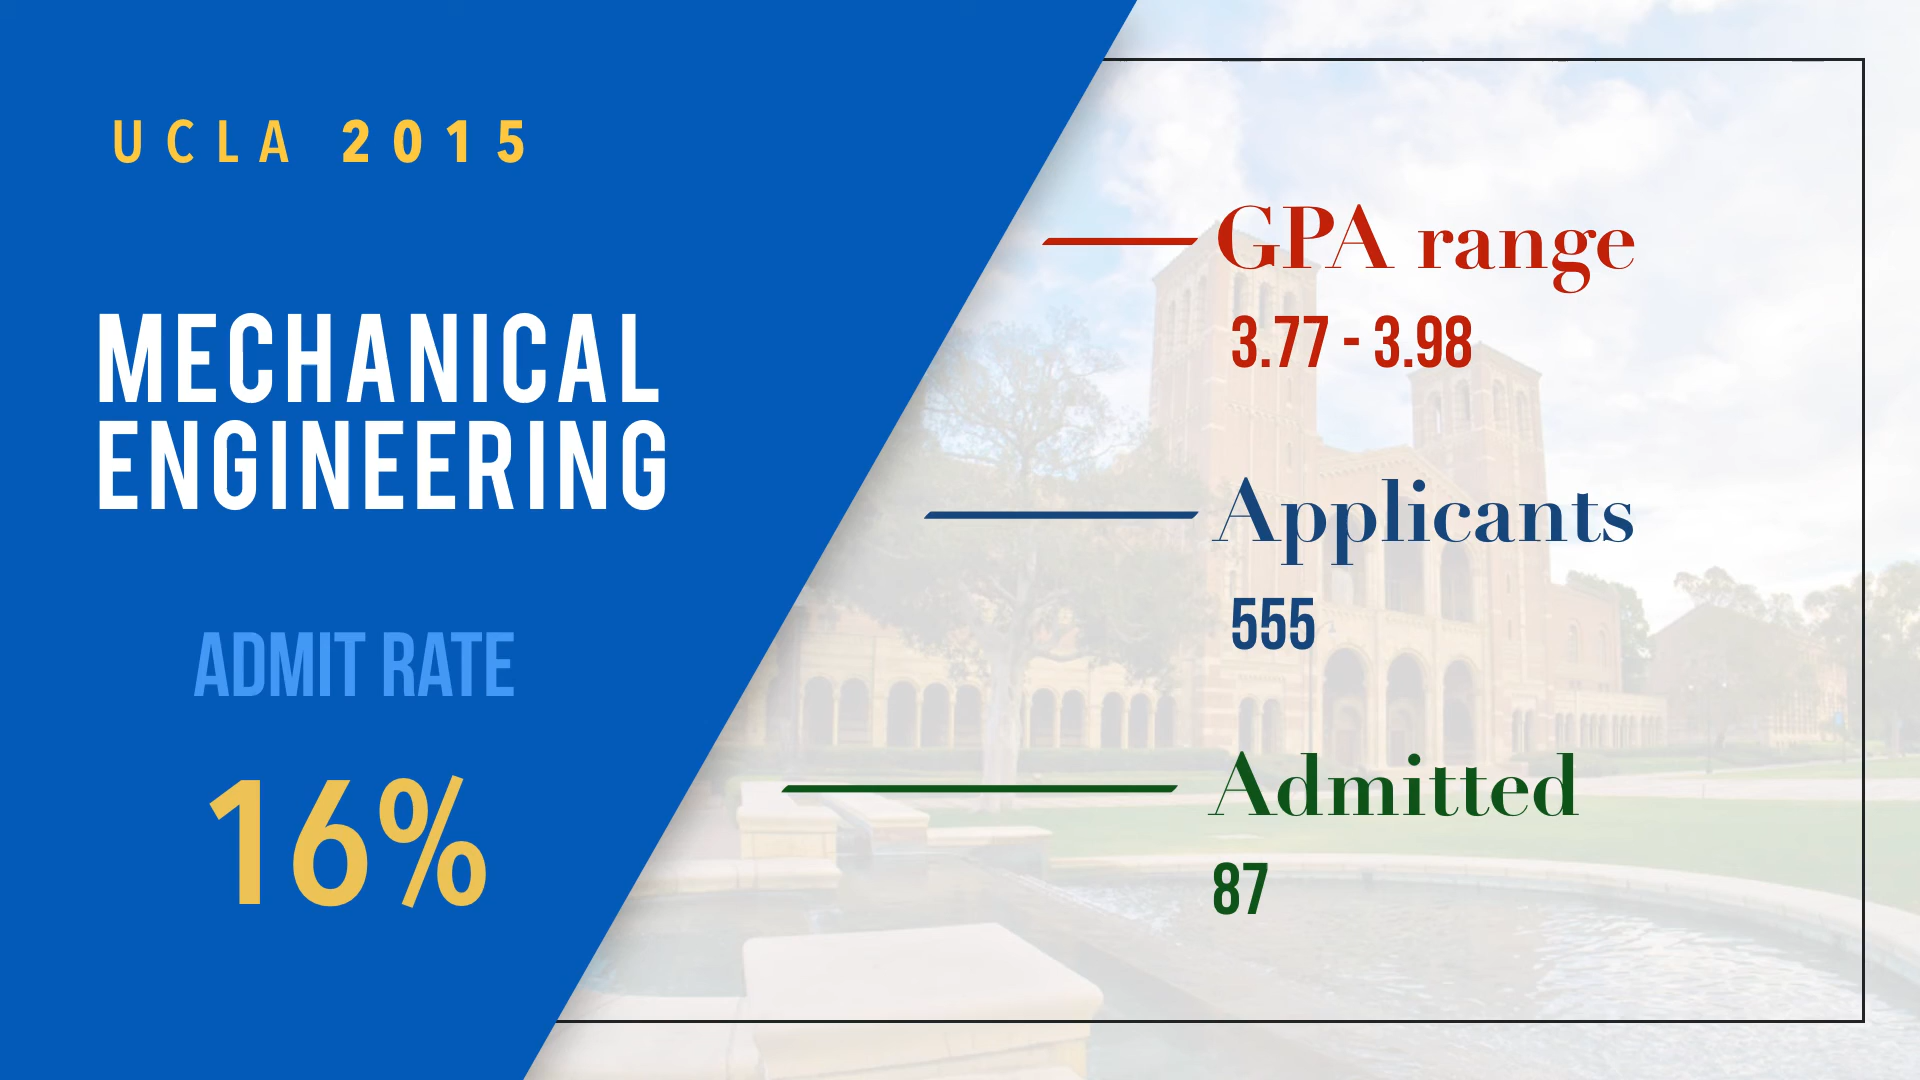 UCLA 2015
MECHANICAL
ENGINEERING
ADMIT RATE
16%
GPA range
3.77 - 3.98
Applicants
555
Admitted
87